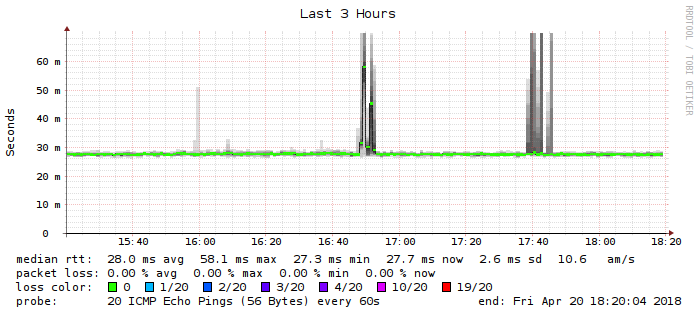 Last 3 Hours
RRDTOOL / TOBI OETIKER
Seconds
60 m
50 m
40 m
30 m
20 m
10 m
0
15:40 16:00 16:20 16:40 17:00 17:20 17:40 18:00 18:20
median rtt: 28.0 ms avg 58.1 ms max 27.3 ms min 27.7 ms now 2.6 ms sd 10.6 am/s
packet loss: 0.00 % avg 0.00 % max 0.00 % min 0.00 % now
loss color: 0 1/20 2/20 3/20 4/20 10/20 19/20
probe: 20 ICMP Echo Pings (56 Bytes) every 60s end: Fri Apr 20 18:20:04 2018